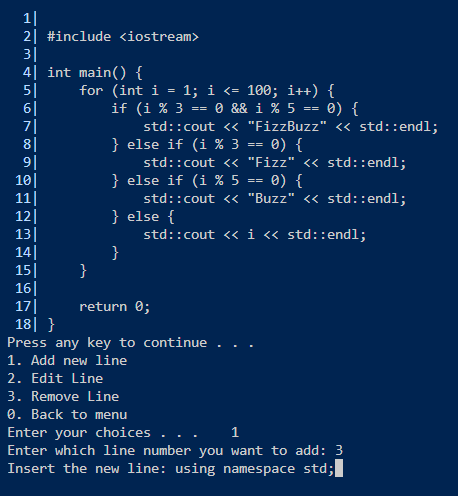 1|
2| #include <iostream>
3|
4| int main() {
5|     for (int i = 1; i <= 100; i++) {
6|         if (i % 3 == 0 && i % 5 == 0) {
7|             std::cout << "FizzBuzz" << std::endl;
8|         } else if (i % 3 == 0) {
9|             std::cout << "Fizz" << std::endl;
10|         } else if (i % 5 == 0) {
11|             std::cout << "Buzz" << std::endl;
12|         } else {
13|             std::cout << i << std::endl;
14|         }
15|     }
16|
17|     return 0;
18| }
Press any key to continue . . .
1. Add new line
2. Edit Line
3. Remove Line
0. Back to menu
Enter your choices . . .    1
Enter which line number you want to add: 3
Insert the new line: using namespace std;